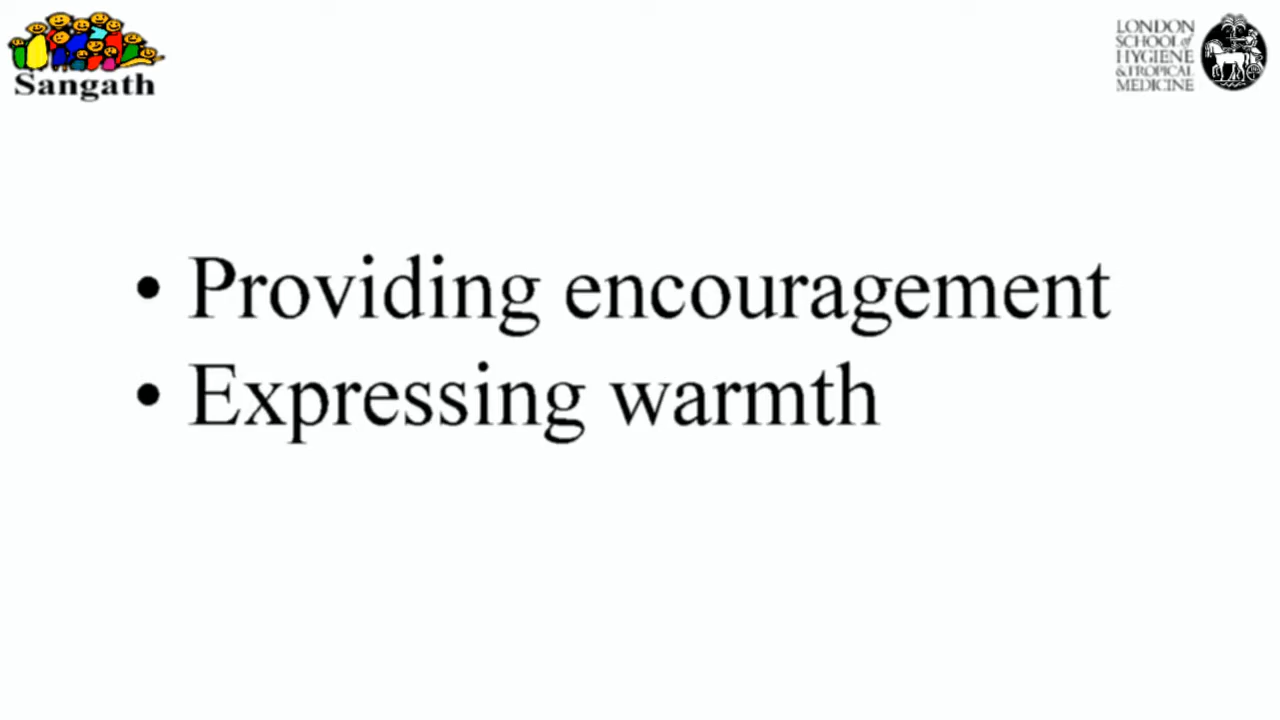 Sangath
LONDON
SCHOOL of
HYGIENE
& TROPICAL
MEDICINE
• Providing encouragement
• Expressing warmth